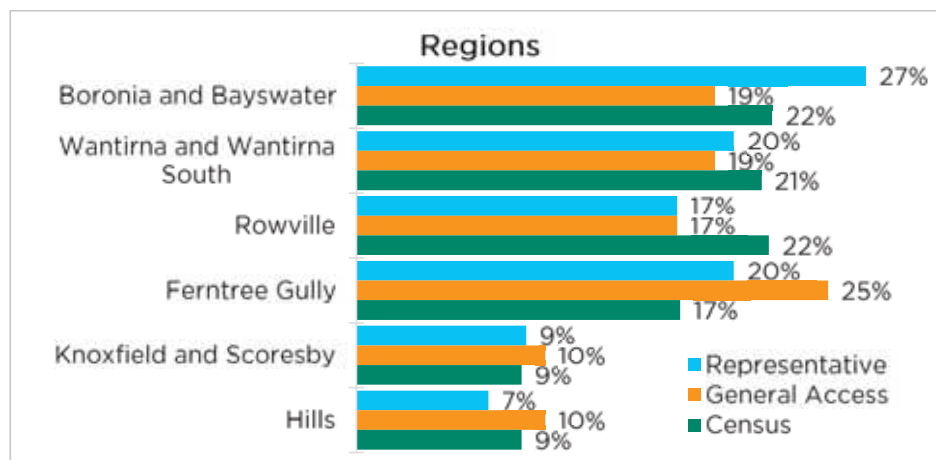 Regions
Boronia and Bayswater
27%
19%
22%
Wantirna and Wantirna
South
20%
19%
21%
Rowville
17%
17%
22%
Ferntree Gully
20%
25%
17%
Knoxfield and Scoresby
9%
10%
9%
Hills
7%
10%
9%
Representative
General Access
Census